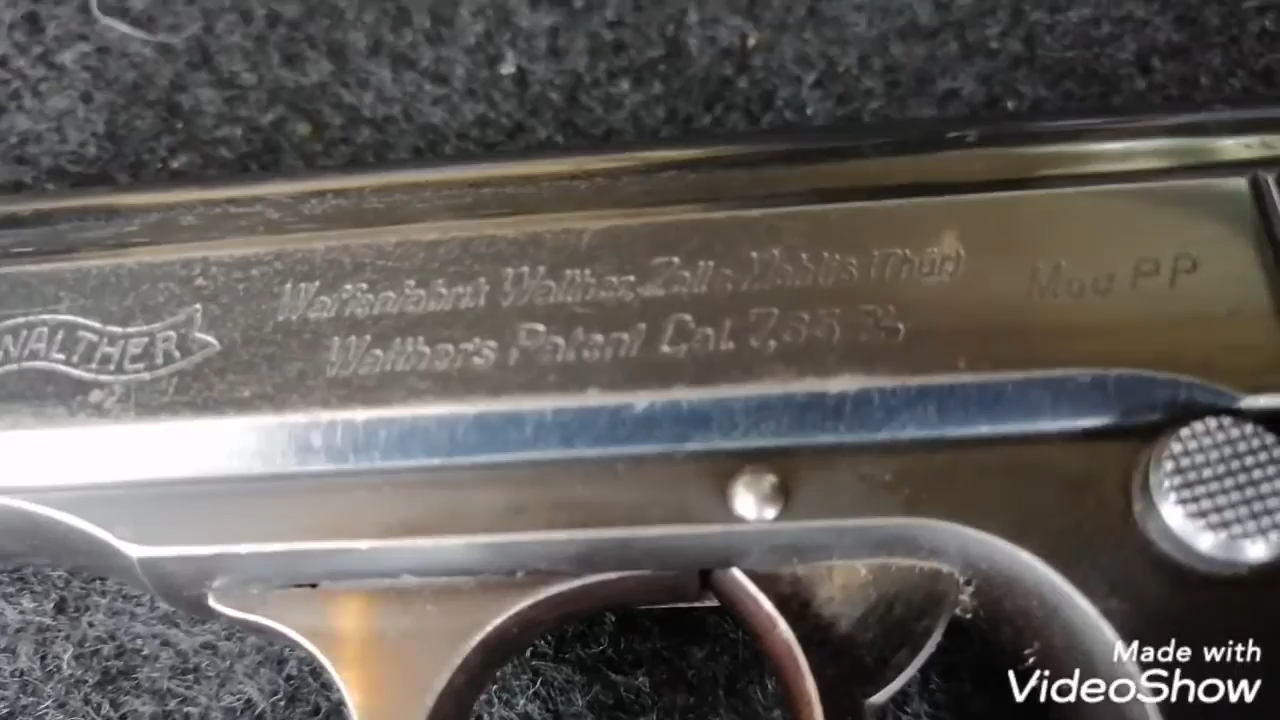 WALTHER
Waffenfabrik Walther, Zella-Mehlis (Thür)
Walther's Patent Cal. 7,65
Mod PP
Made with
VideoShow